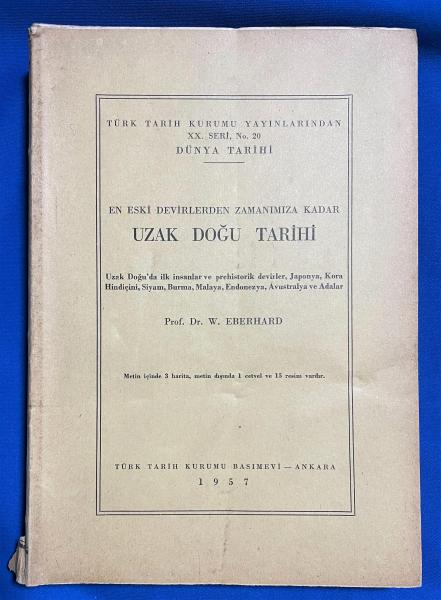 TÜRK TARİH KURUMU YAYINLARINDAN
XX. SERİ, No. 20
DÜNYA TARİHİ
EN ESKİ DEVİRLERDEN ZAMANIMIZA KADAR
UZAK DOĞU TARİHİ
Uzak Doğu'da ilk insanlar ve prehistorik devirler, Japonya, Kora
Hindiçini, Siyam, Burma, Malaya, Endonezya, Avustralya ve Adalar
Prof. Dr. W. EBERHARD
Metin içinde 3 harita, metin dışında 1 cetvel ve 15 resim vardır.
TÜRK TARİH KURUMU BASIMEVİ — ANKARA
1957